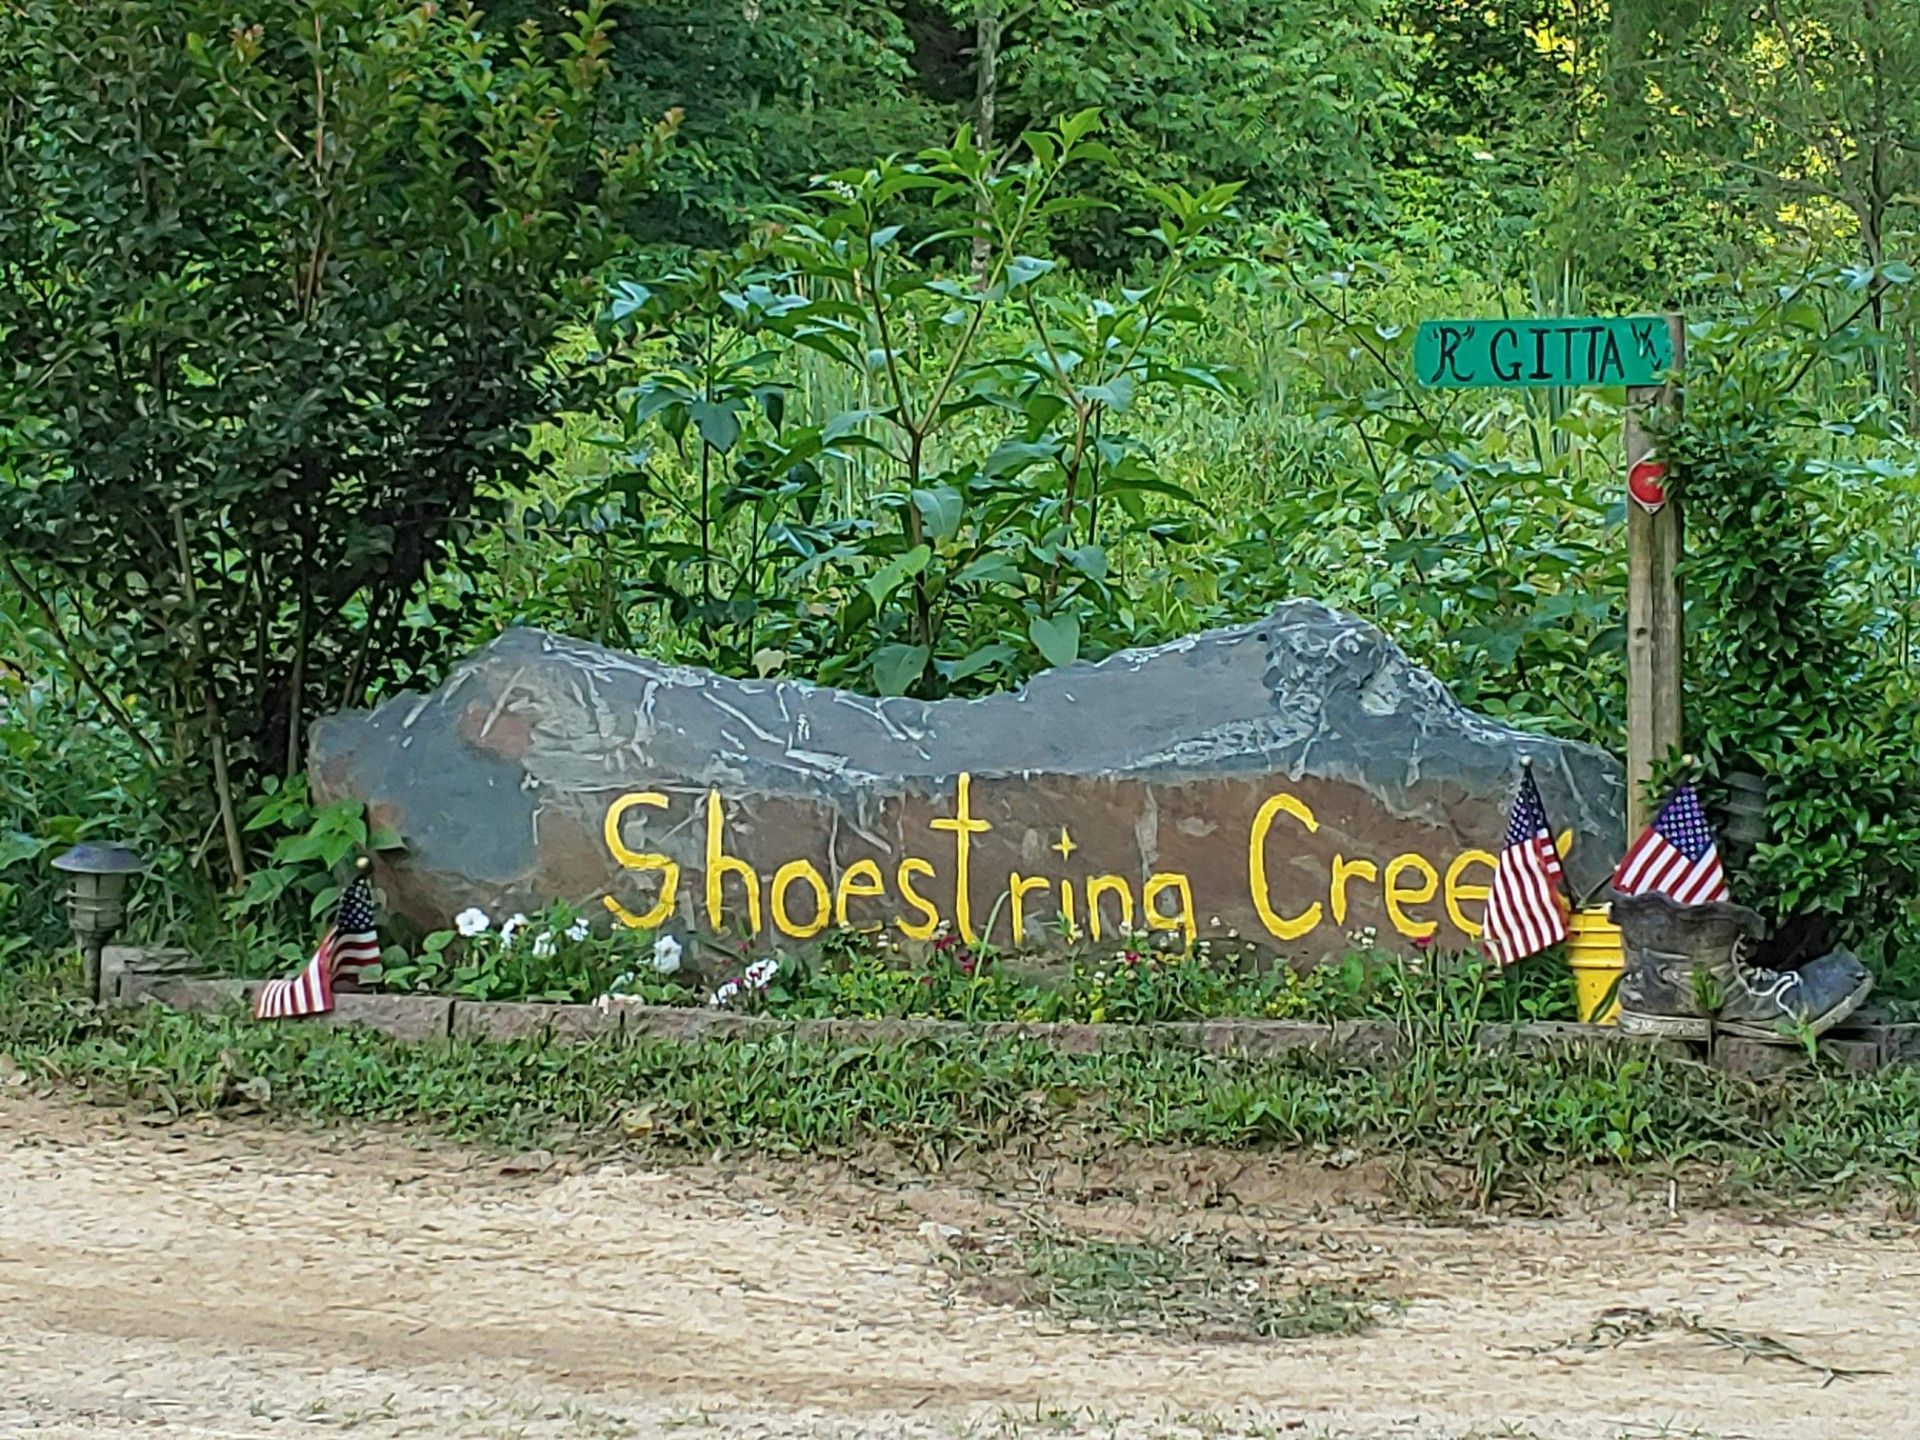 "R" GITTA
Shoestring Creek